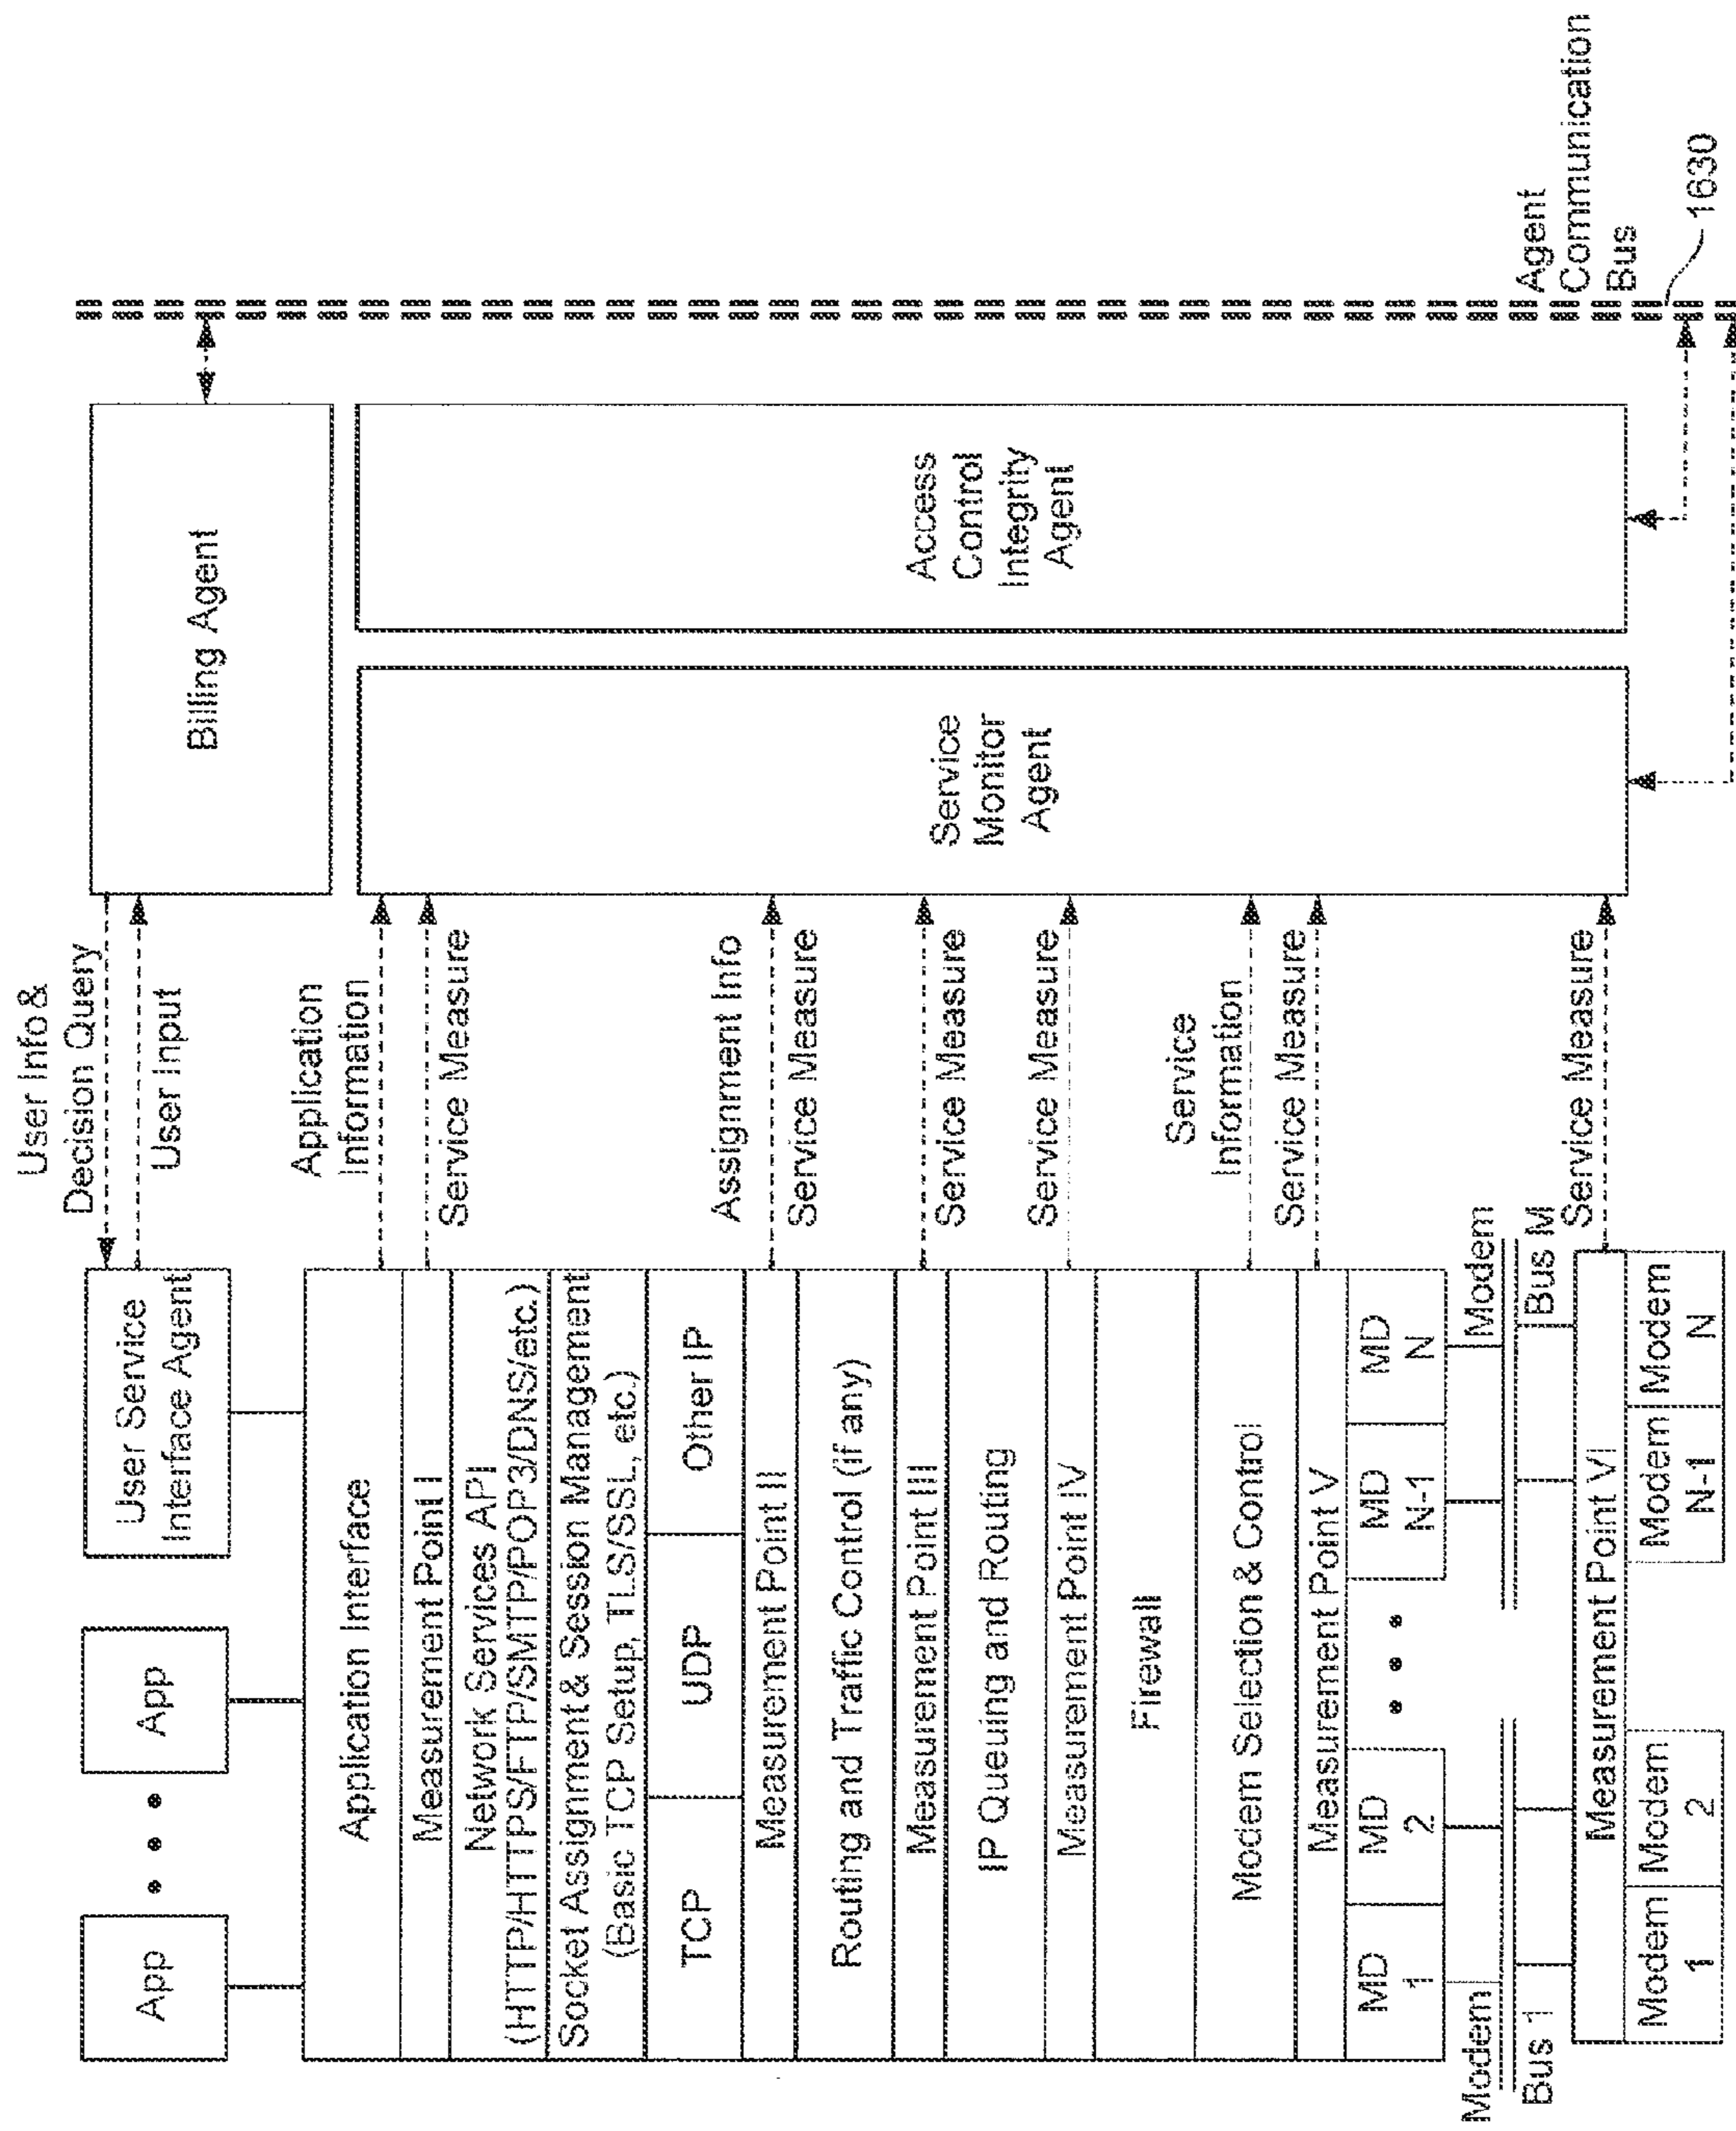 User Info &
Decision Query
User Input
Billing Agent
User Service
Interface Agent
App
App
Application
Information
Service Measure
Assignment Info
Service Measure
Service Measure
Service Measure
Service
Information
Service Measure
Service Measure
Service
Monitor
Agent
Access
Control
Integrity
Agent
Agent
Communication
Bus
1630
Application Interface
Measurement Point I
Network Services API
(HTTP/HTTPS/FTP/SMTP/POP3/DNS/etc.)
Socket Assignment & Session Management
(Basic TCP Setup, TLS/SSL, etc.)
TCP
UDP
Other IP
Measurement Point II
Routing and Traffic Control (if any)
Measurement Point III
IP Queuing and Routing
Measurement Point IV
Firewall
Modem Selection & Control
Measurement Point V
MD
1
MD
2
MD
N-1
MD
N
Modem
Bus 1
Modem
Bus M
Measurement Point VI
Modem
1
Modem
2
Modem
N-1
Modem
N